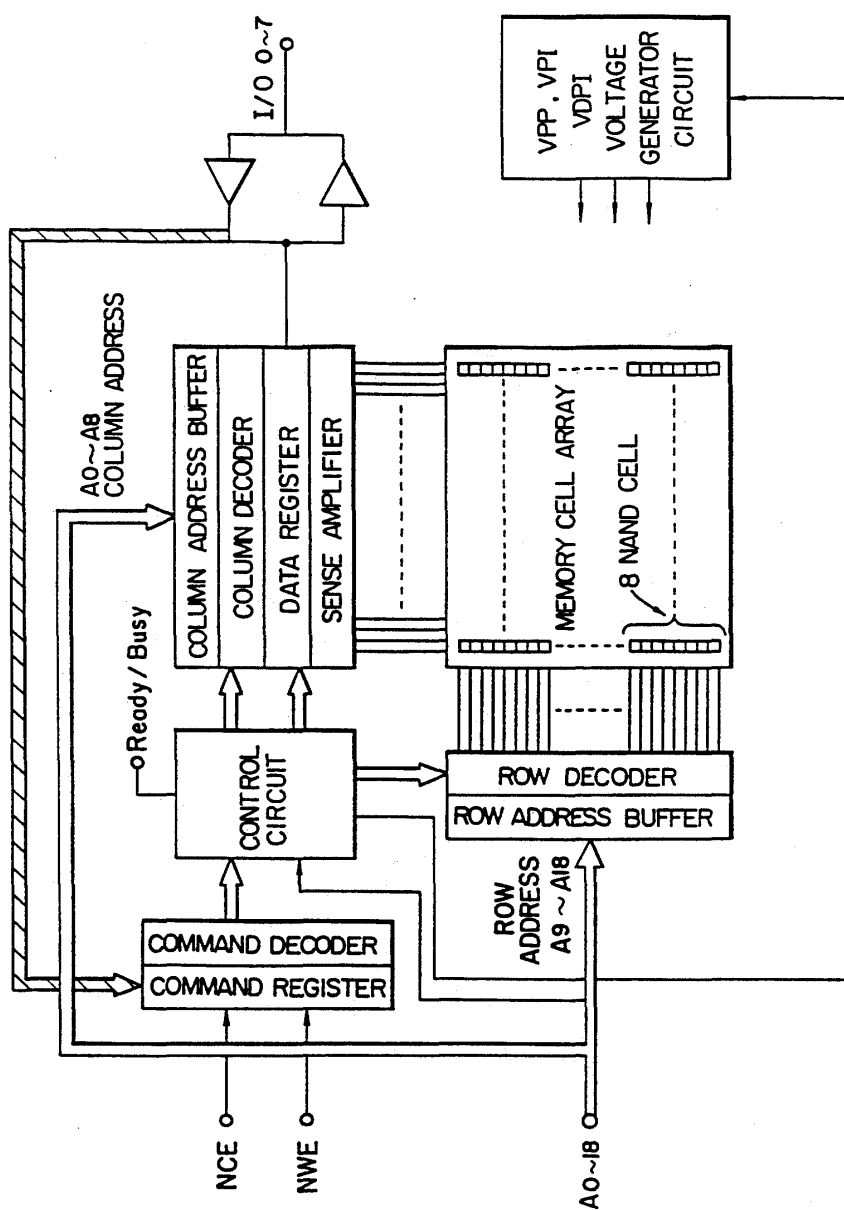 I/O 0~7
VPP, VPI
VDPI
VOLTAGE
GENERATOR
CIRCUIT
A0~A8
COLUMN ADDRESS
COLUMN ADDRESS BUFFER
COLUMN DECODER
DATA REGISTER
SENSE AMPLIFIER
MEMORY CELL ARRAY
8 NAND CELL
Ready/Busy
CONTROL
CIRCUIT
ROW DECODER
ROW ADDRESS BUFFER
ROW
ADDRESS
A9~A18
COMMAND DECODER
COMMAND REGISTER
NCE
NWE
A0~18